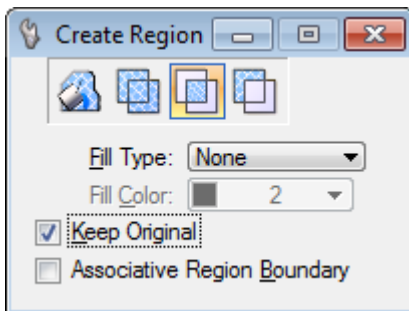 Create Region
Fill Type: None
Fill Color: 2
Keep Original
Associative Region Boundary